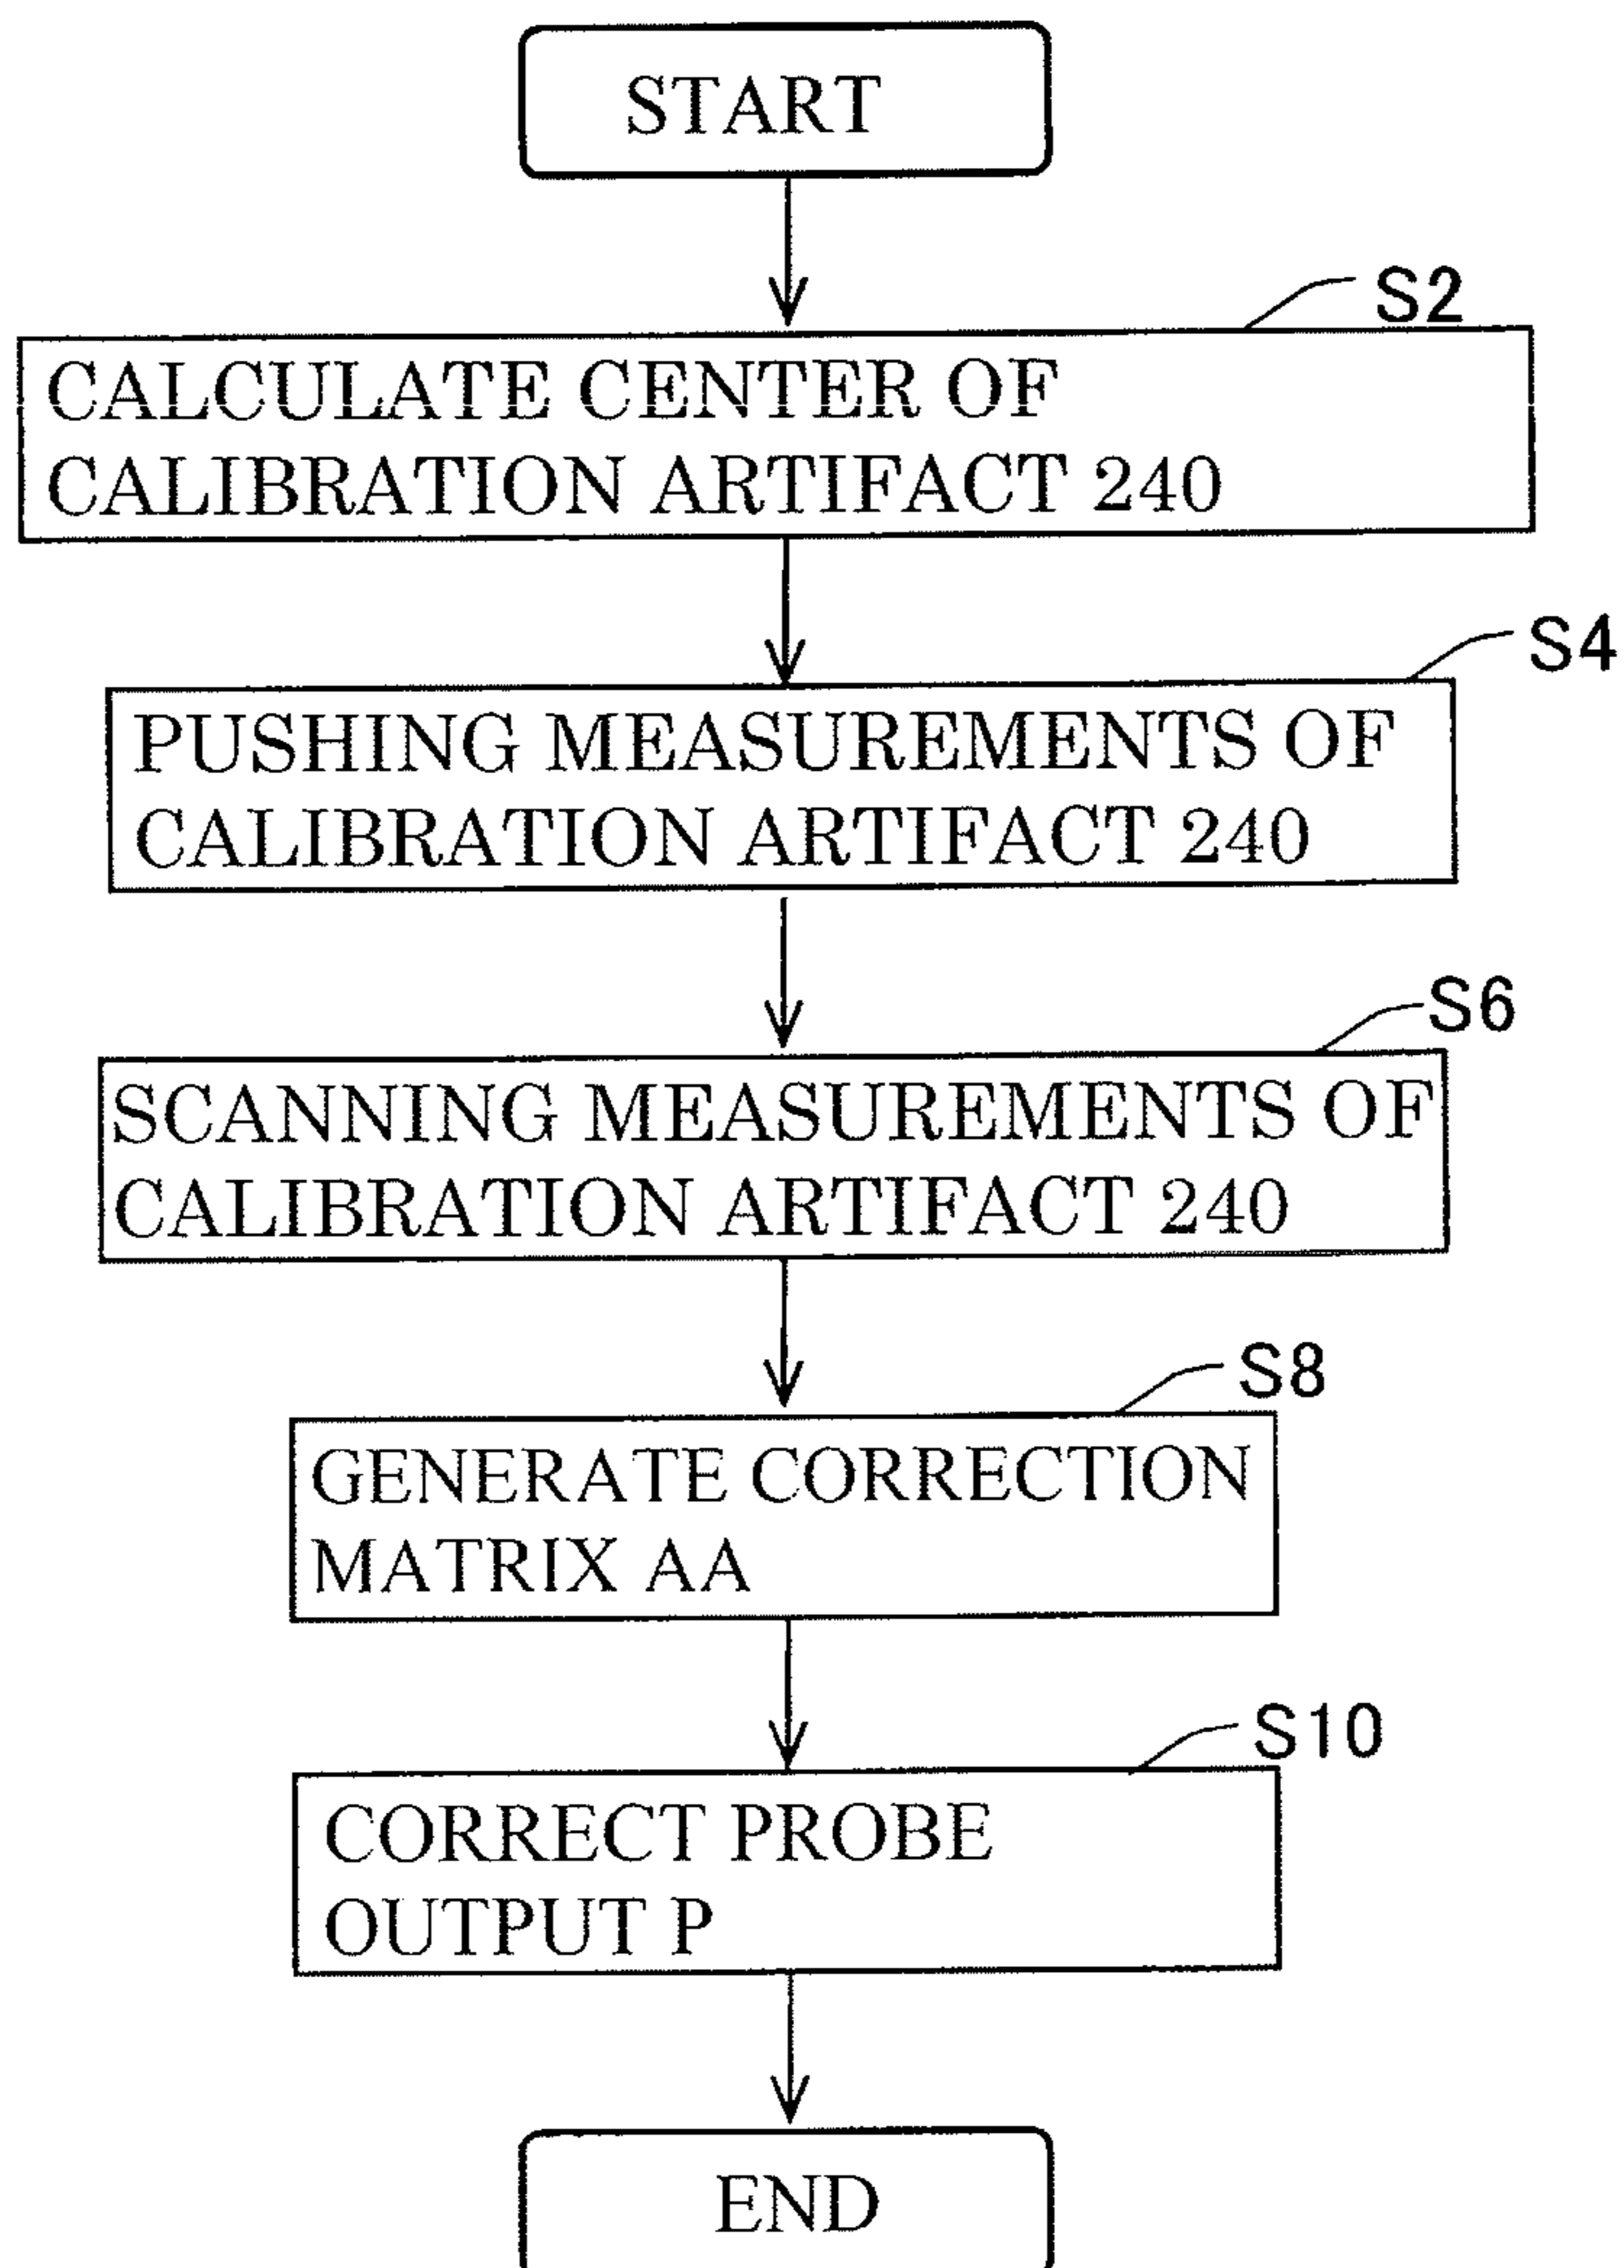 START
S2
CALCULATE CENTER OF
CALIBRATION ARTIFACT 240
S4
PUSHING MEASUREMENTS OF
CALIBRATION ARTIFACT 240
S6
SCANNING MEASUREMENTS OF
CALIBRATION ARTIFACT 240
S8
GENERATE CORRECTION
MATRIX AA
S10
CORRECT PROBE
OUTPUT P
END